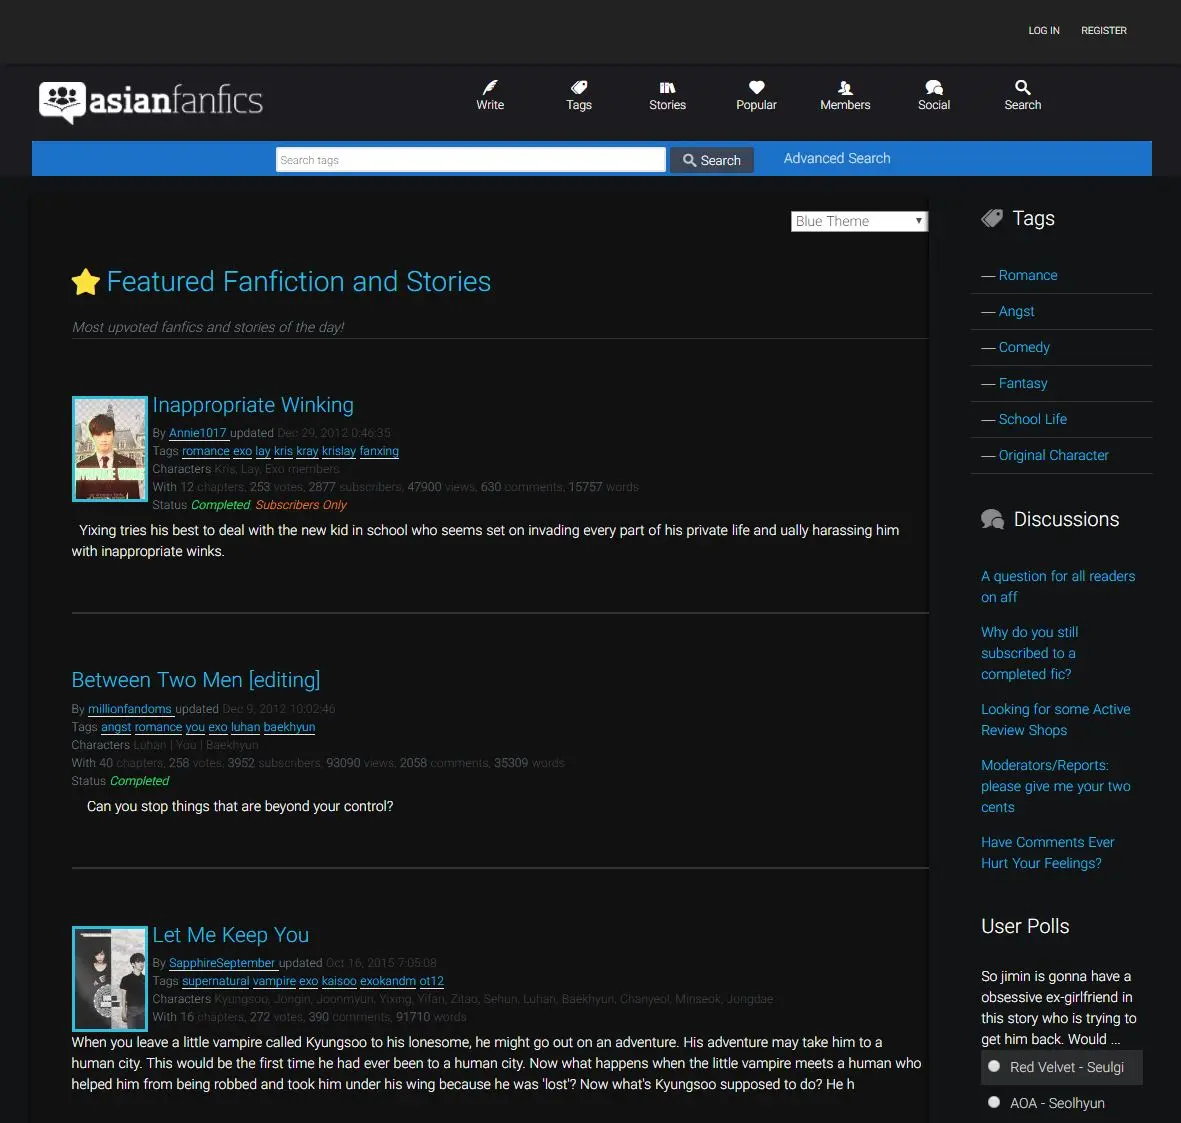 LOG IN REGISTER
asianfanfics
Write Tags Stories Popular Members Social Search
Search tags Search Advanced Search
Blue Theme
Featured Fanfiction and Stories
Most upvoted fanfics and stories of the day!
Inappropriate Winking
By Annie1017 updated Dec 29, 2012 0:46:35
Tags romance exo lay kris kray krislay fanxing
Characters Kris, Lay, Exo members
With 12 chapters, 253 votes, 2877 subscribers, 47900 views, 630 comments, 15757 words
Status Completed Subscribers Only
Yixing tries his best to deal with the new kid in school who seems set on invading every part of his private life and ually harassing him
with inappropriate winks.
Between Two Men [editing]
By millionfandoms updated Dec 9, 2012 10:02:46
Tags angst romance you exo luhan baekhyun
Characters Luhan | You | Baekhyun
With 40 chapters, 258 votes, 3952 subscribers, 93090 views, 2058 comments, 35309 words
Status Completed
Can you stop things that are beyond your control?
Let Me Keep You
By SapphireSeptember updated Oct 16, 2015 7:05:08
Tags supernatural vampire exo kaisoo exokandm ot12
Characters Kyungsoo, Jongin, Joonmyun, Yixing, Yifan, Zitao, Sehun, Luhan, Baekhyun, Chanyeol, Minseok, Jongdae
With 16 chapters, 272 votes, 390 comments, 91710 words
When you leave a little vampire called Kyungsoo to his lonesome, he might go out on an adventure. His adventure may take him to a
human city. This would be the first time he had ever been to a human city. Now what happens when the little vampire meets a human who
helped him from being robbed and took him under his wing because he was 'lost'? Now what's Kyungsoo supposed to do? He h
Tags
— Romance
— Angst
— Comedy
— Fantasy
— School Life
— Original Character
Discussions
A question for all readers
on aff
Why do you still
subscribed to a
completed fic?
Looking for some Active
Review Shops
Moderators/Reports:
please give me your two
cents
Have Comments Ever
Hurt Your Feelings?
User Polls
So jimin is gonna have a
obsessive ex-girlfriend in
this story who is trying to
get him back. Would ...
Red Velvet - Seulgi
AOA - Seolhyun